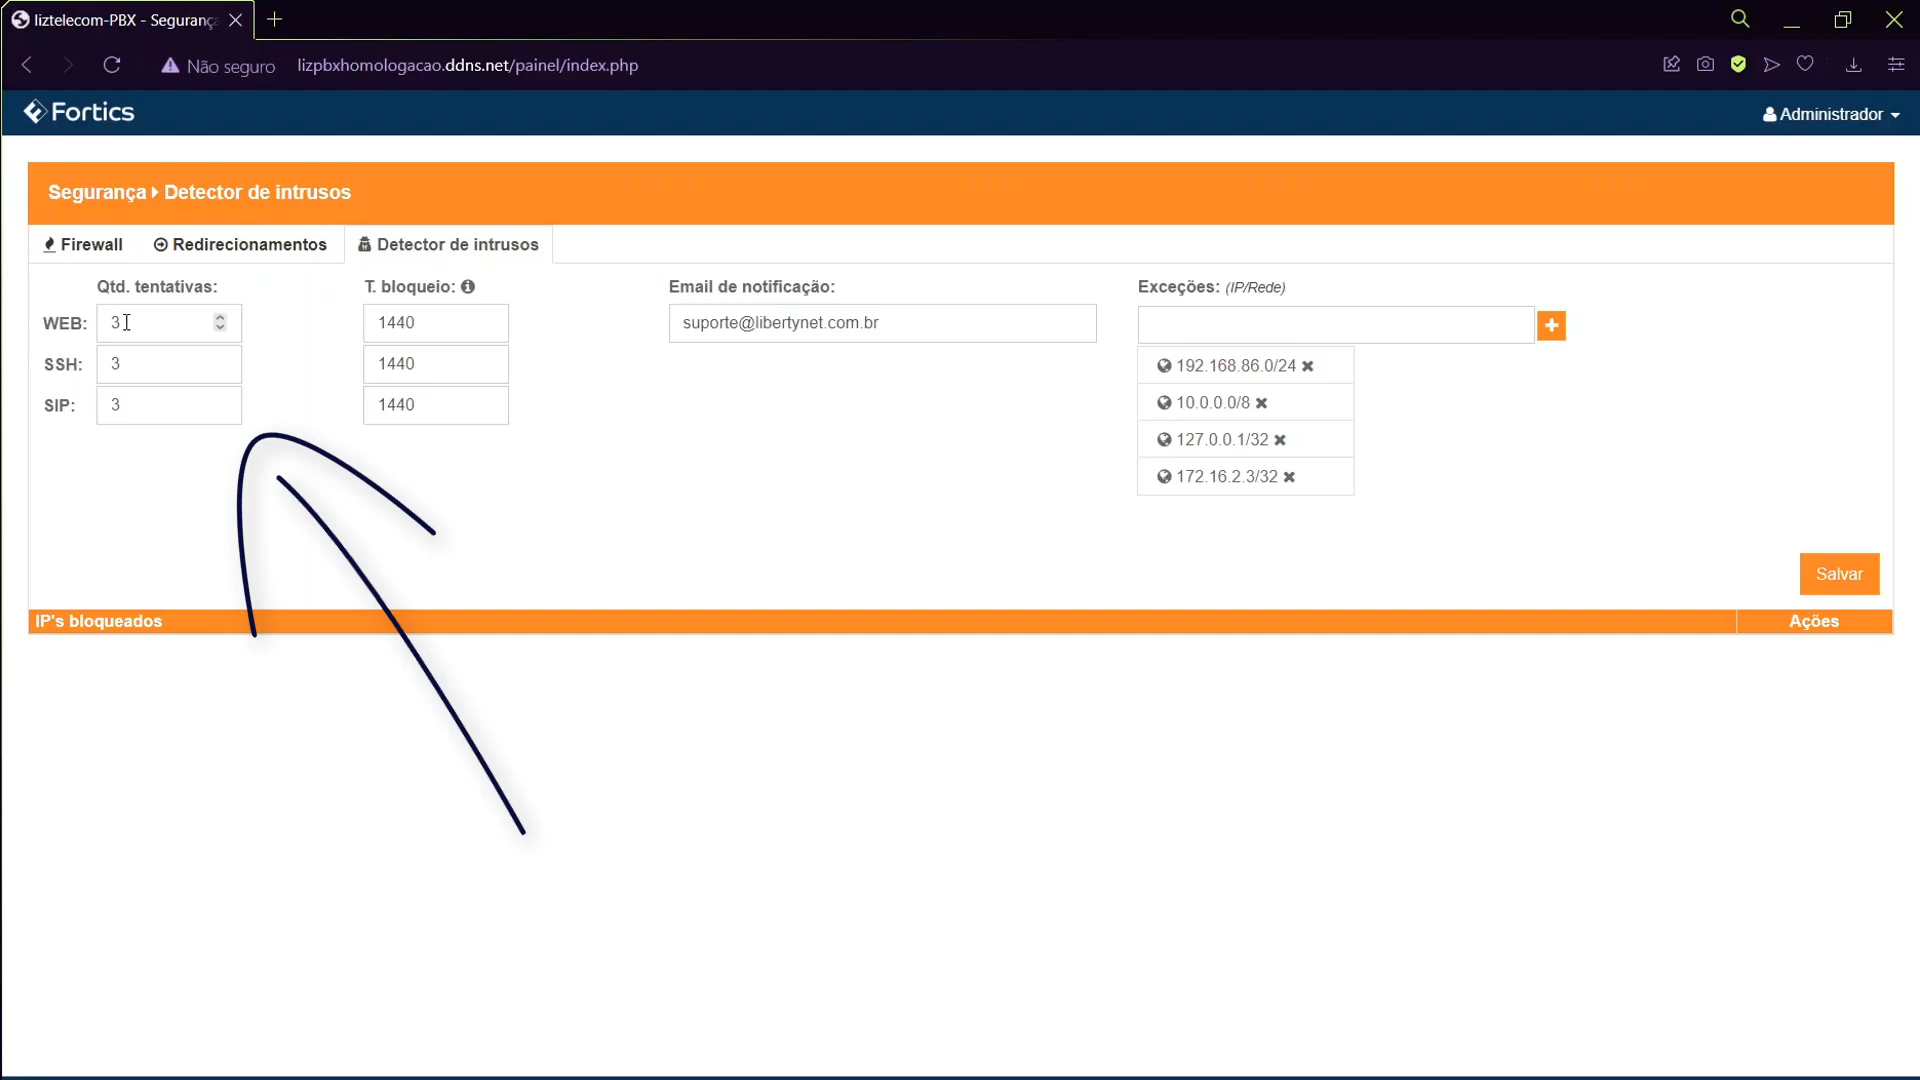 liztelecom-PBX - Seguranç
Não seguro
lizpbxhomologacao.ddns.net/painel/index.php
Fortics
Administrador
Segurança Detector de intrusos
Firewall
Redirecionamentos
Detector de intrusos
Qtd. tentativas:
T. bloqueio:
Email de notificação:
Exceções: (IP/Rede)
WEB: 3
1440
suporte@libertynet.com.br
SSH: 3
1440
192.168.86.0/24
SIP: 3
1440
10.0.0.0/8
127.0.0.1/32
172.16.2.3/32
Salvar
IP's bloqueados
Ações